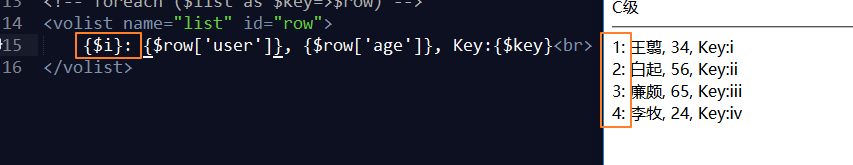 <!-- foreach ($list as $key=>$row) -->
14 <volist name="list" id="row">
15 {$i}: {$row['user']}, {$row['age']}, Key:{$key}<br>
16 </volist>
C级
1: 王翦, 34, Key:i
2: 白起, 56, Key:ii
3: 廉颇, 65, Key:iii
4: 李牧, 24, Key:iv